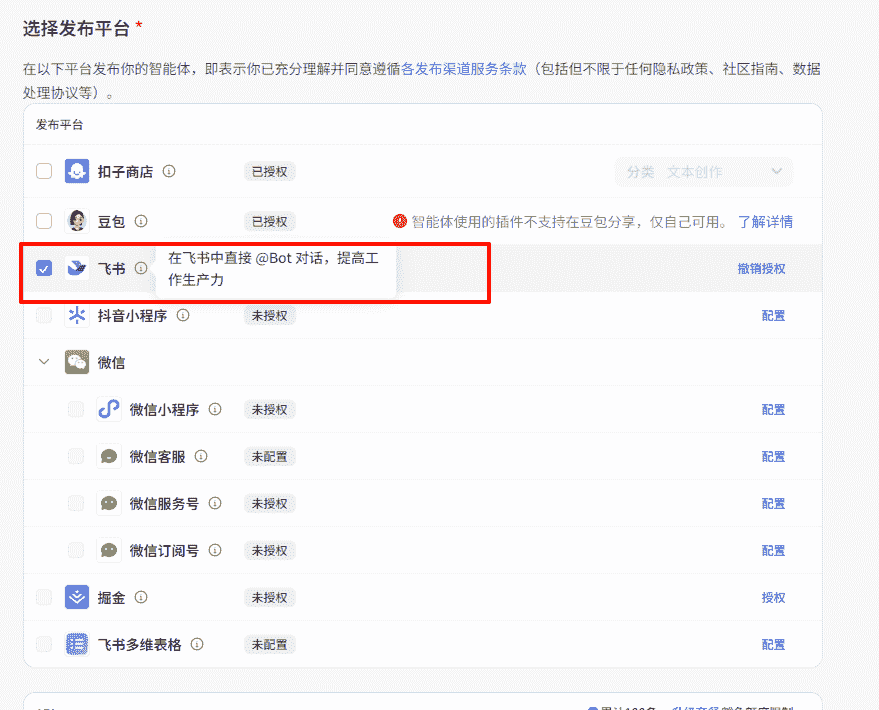 选择发布平台 *
在以下平台发布你的智能体，即表示你已充分理解并同意遵循各发布渠道服务条款（包括但不限于任何隐私政策、社区指南、数据
处理协议等）。
发布平台
扣子商店 已授权 分类 文本创作
豆包 已授权 智能体使用的插件不支持在豆包分享，仅自己可用。 了解详情
飞书 撤销授权
在飞书中直接 @Bot 对话，提高工
作生产力
抖音小程序 未授权 配置
微信
微信小程序 未授权 配置
微信客服 未配置 配置
微信服务号 未授权 配置
微信订阅号 未授权 配置
掘金 未授权 授权
飞书多维表格 未配置 配置